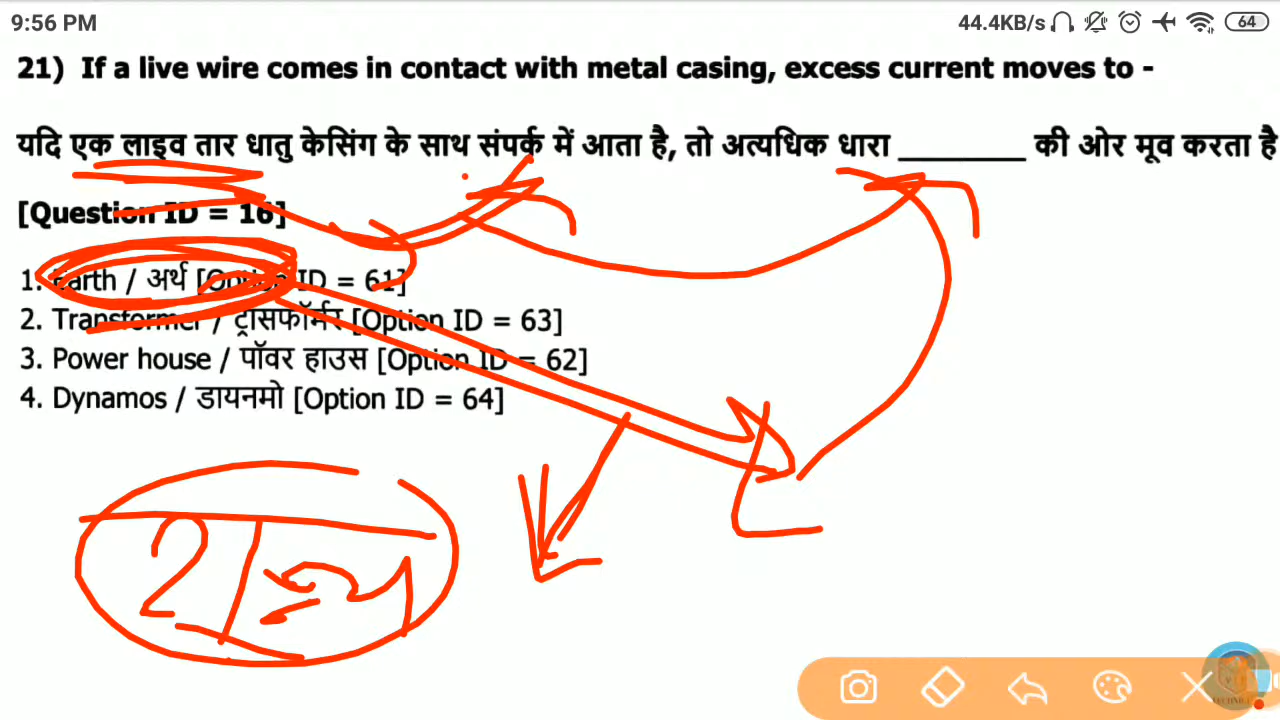 9:56 PM
44.4KB/s 64
21) If a live wire comes in contact with metal casing, excess current moves to -
यदि एक लाइव तार धातु केसिंग के साथ संपर्क में आता है, तो अत्यधिक धारा ________ की ओर मूव करता है
[Question ID = 16]
1. Earth / अर्थ [Option ID = 61]
2. Transformer / ट्रांसफॉर्मर [Option ID = 63]
3. Power house / पॉवर हाउस [Option ID = 62]
4. Dynamos / डायनमो [Option ID = 64]